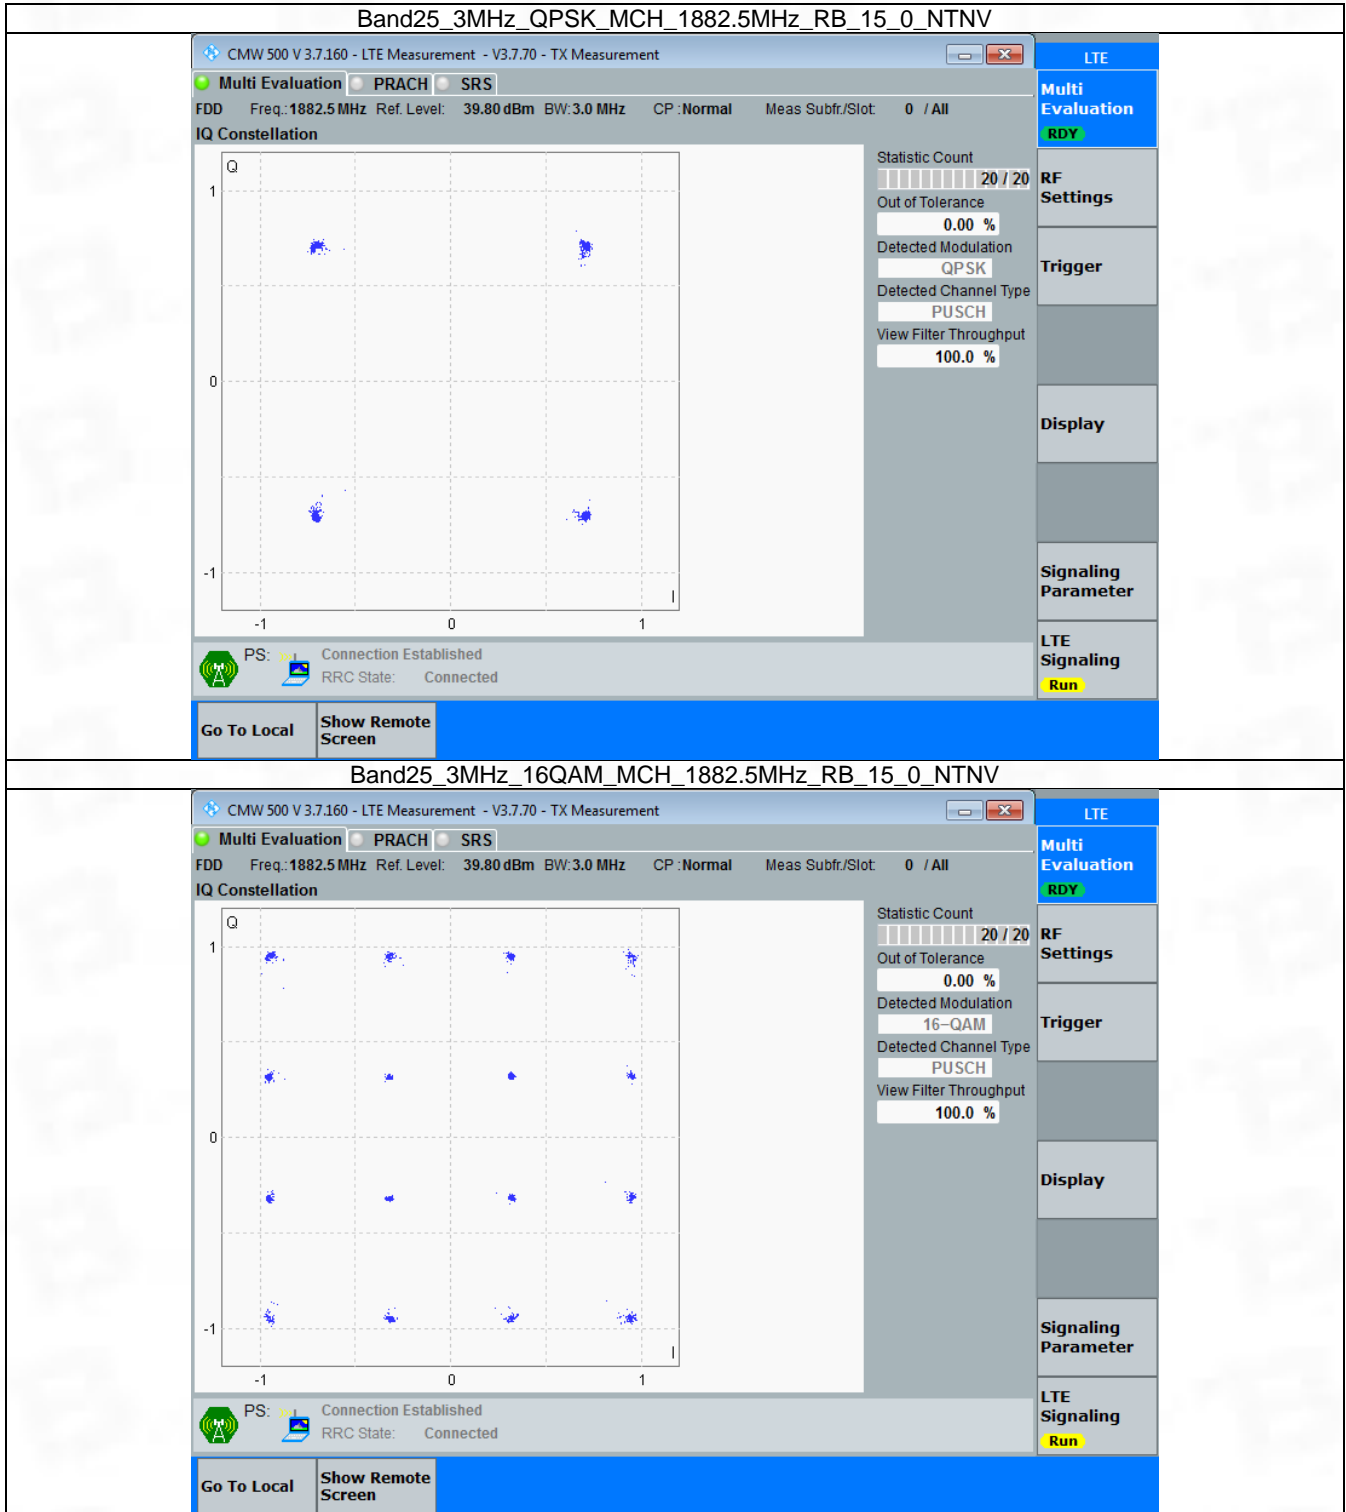 Band25_3MHz_QPSK_MCH_1882.5MHz_RB_15_0_NTNV
CMW 500 V 3.7.160 - LTE Measurement - V3.7.70 - TX Measurement
LTE
Multi Evaluation PRACH SRS
Multi
Evaluation
RDY
FDD Freq.: 1882.5 MHz Ref. Level: 39.80 dBm BW: 3.0 MHz CP : Normal Meas Subfr./Slot: 0 / All
IQ Constellation
Q
1
0
-1
I
-1 0 1
Statistic Count
20 / 20
Out of Tolerance
0.00 %
Detected Modulation
QPSK
Detected Channel Type
PUSCH
View Filter Throughput
100.0 %
RF
Settings
Trigger
Display
Signaling
Parameter
LTE
Signaling
Run
PS: Connection Established
RRC State: Connected
Go To Local
Show Remote
Screen
Band25_3MHz_16QAM_MCH_1882.5MHz_RB_15_0_NTNV
CMW 500 V 3.7.160 - LTE Measurement - V3.7.70 - TX Measurement
LTE
Multi Evaluation PRACH SRS
Multi
Evaluation
RDY
FDD Freq.: 1882.5 MHz Ref. Level: 39.80 dBm BW: 3.0 MHz CP : Normal Meas Subfr./Slot: 0 / All
IQ Constellation
Q
1
0
-1
I
-1 0 1
Statistic Count
20 / 20
Out of Tolerance
0.00 %
Detected Modulation
16-QAM
Detected Channel Type
PUSCH
View Filter Throughput
100.0 %
RF
Settings
Trigger
Display
Signaling
Parameter
LTE
Signaling
Run
PS: Connection Established
RRC State: Connected
Go To Local
Show Remote
Screen